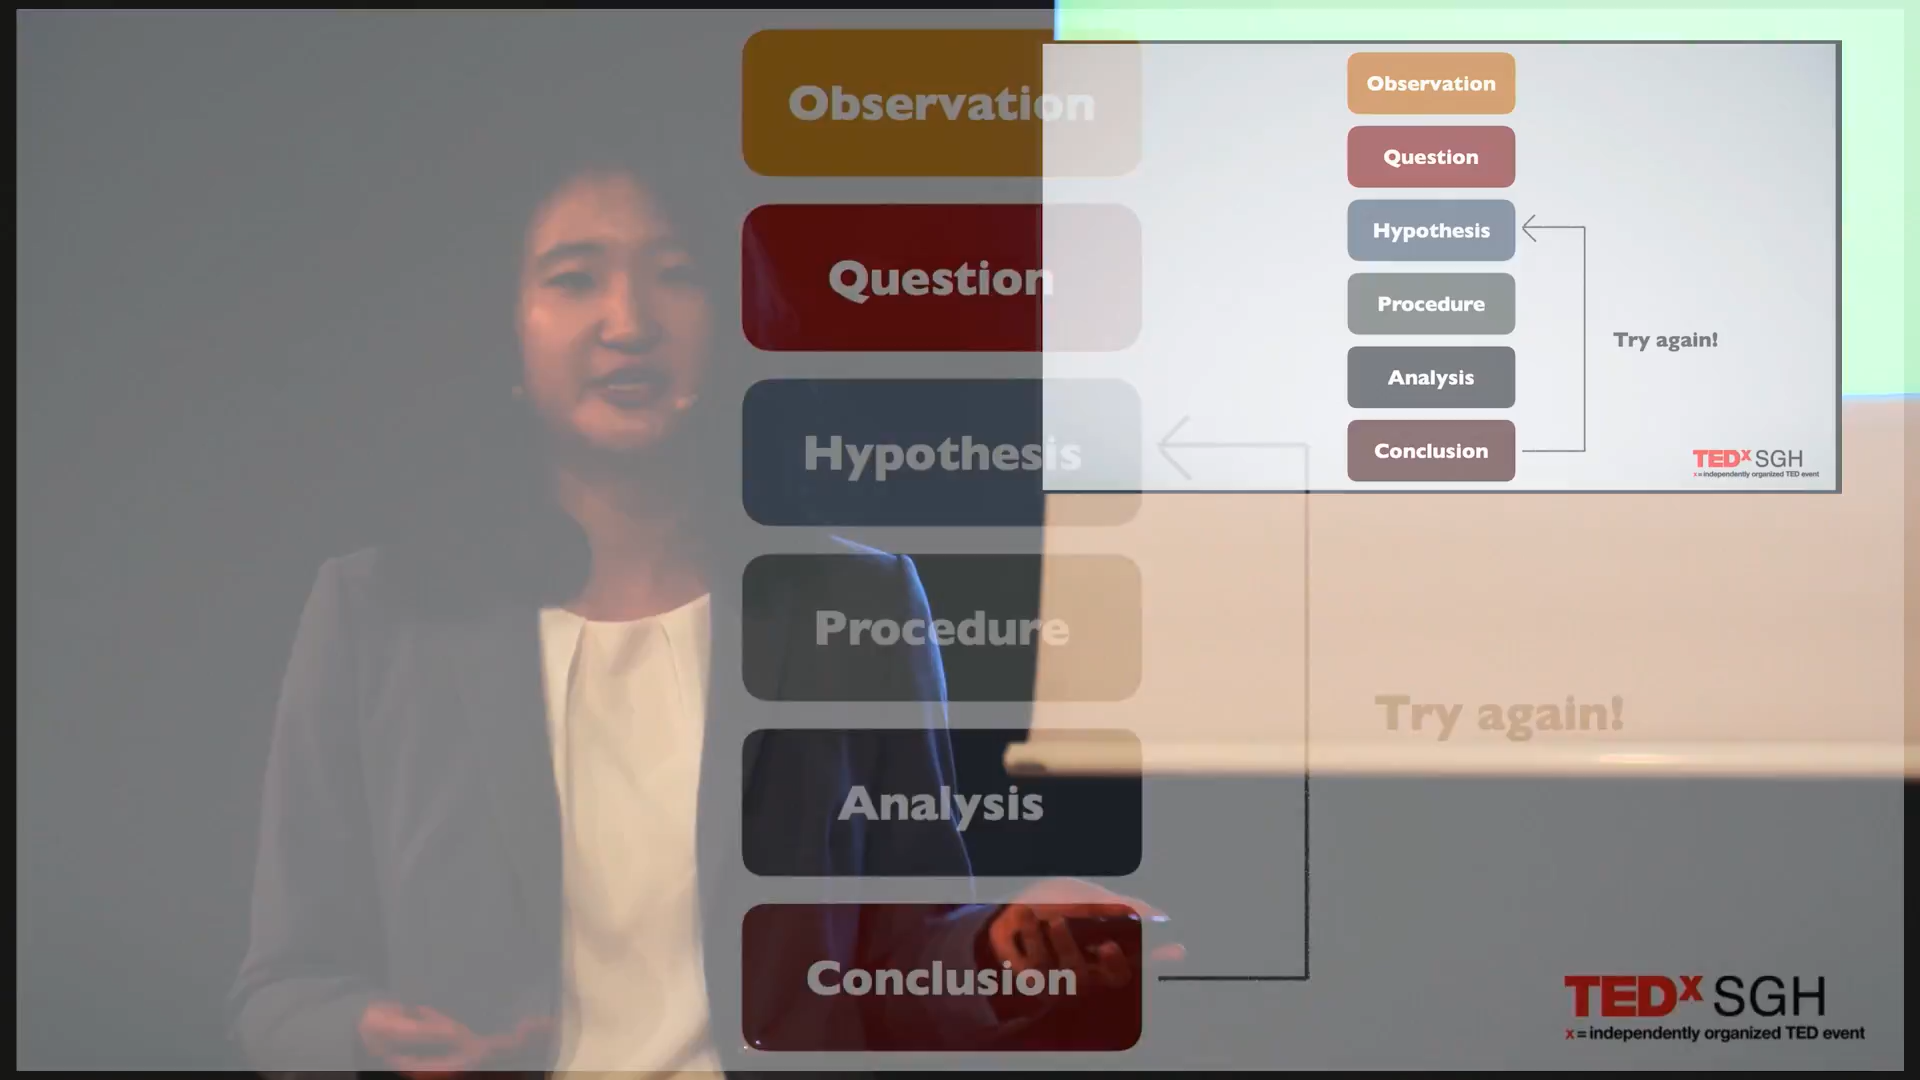 Observation
Question
Hypothesis
Procedure
Analysis
Conclusion
Try again!
TEDx SGH
x = independently organized TED event
Observation
Question
Hypothesis
Procedure
Analysis
Conclusion
Try again!
TEDx SGH
x = independently organized TED event